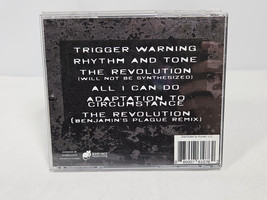 TRIGGER WARNING
RHYTHM AND TONE
THE REVOLUTION
(WILL NOT BE SYNTHESIZED)
ALL I CAN DO
ADAPTATION TO
CIRCUMSTANCE
THE REVOLUTION
(BENJAMIN'S PLAGUE REMIX)